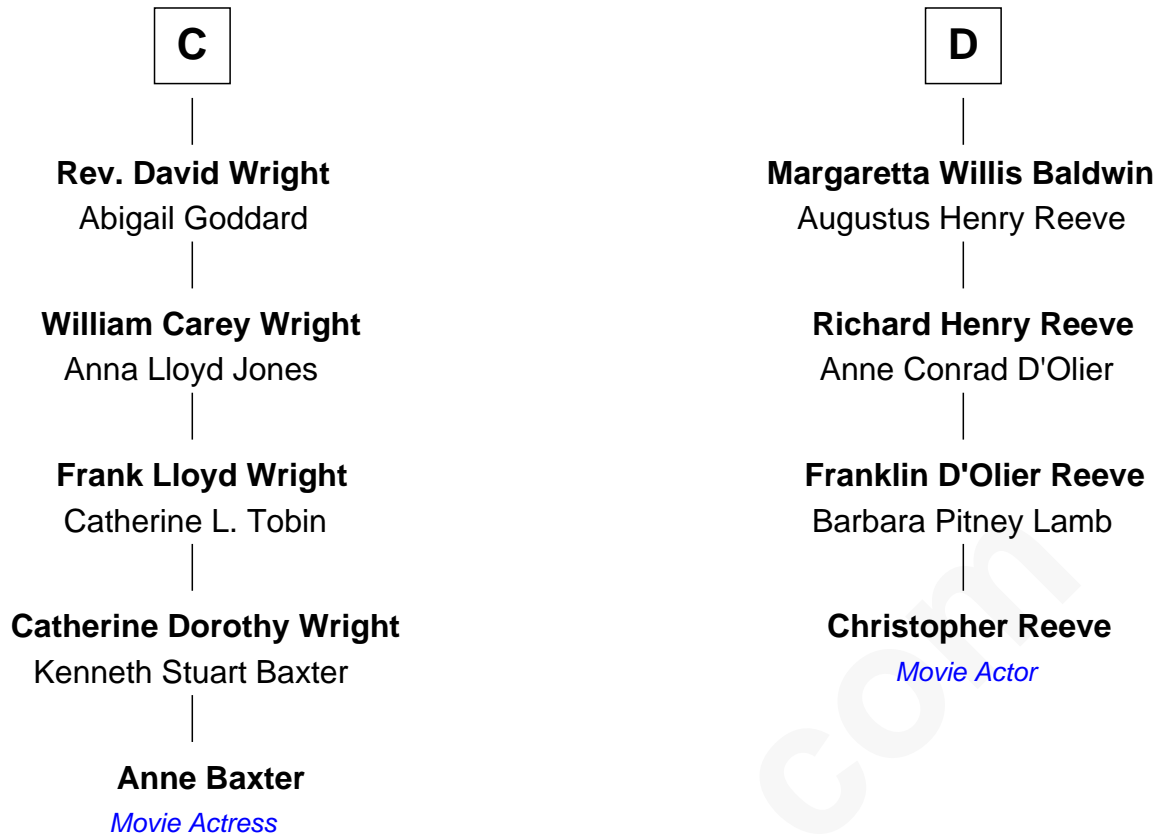 C
Rev. David Wright
Abigail Goddard
William Carey Wright
Anna Lloyd Jones
Frank Lloyd Wright
Catherine L. Tobin
Catherine Dorothy Wright
Kenneth Stuart Baxter
Anne Baxter
Movie Actress
D
Margaretta Willis Baldwin
Augustus Henry Reeve
Richard Henry Reeve
Anne Conrad D'Olier
Franklin D'Olier Reeve
Barbara Pitney Lamb
Christopher Reeve
Movie Actor
com